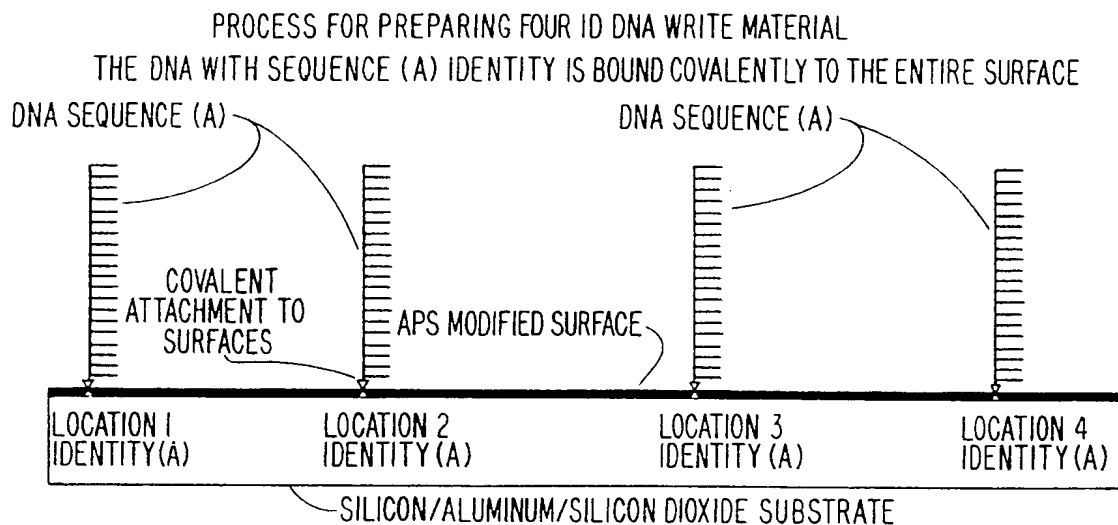 PROCESS FOR PREPARING FOUR ID DNA WRITE MATERIAL
THE DNA WITH SEQUENCE (A) IDENTITY IS BOUND COVALENTLY TO THE ENTIRE SURFACE
DNA SEQUENCE (A)
DNA SEQUENCE (A)
COVALENT
ATTACHMENT TO
SURFACES
APS MODIFIED SURFACE
LOCATION 1
IDENTITY (A)
LOCATION 2
IDENTITY (A)
LOCATION 3
IDENTITY (A)
LOCATION 4
IDENTITY (A)
SILICON/ALUMINUM/SILICON DIOXIDE SUBSTRATE